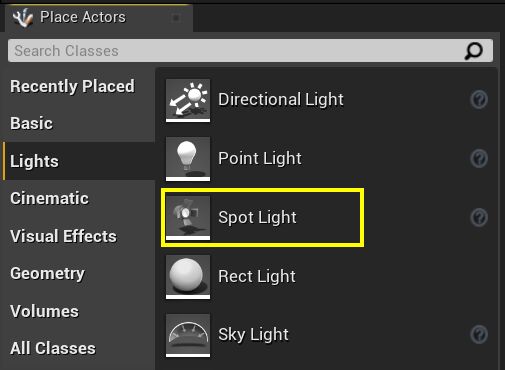 Place Actors
Search Classes
Recently Placed
Basic
Lights
Cinematic
Visual Effects
Geometry
Volumes
All Classes
Directional Light
?
Point Light
?
Spot Light
?
Rect Light
Sky Light
?